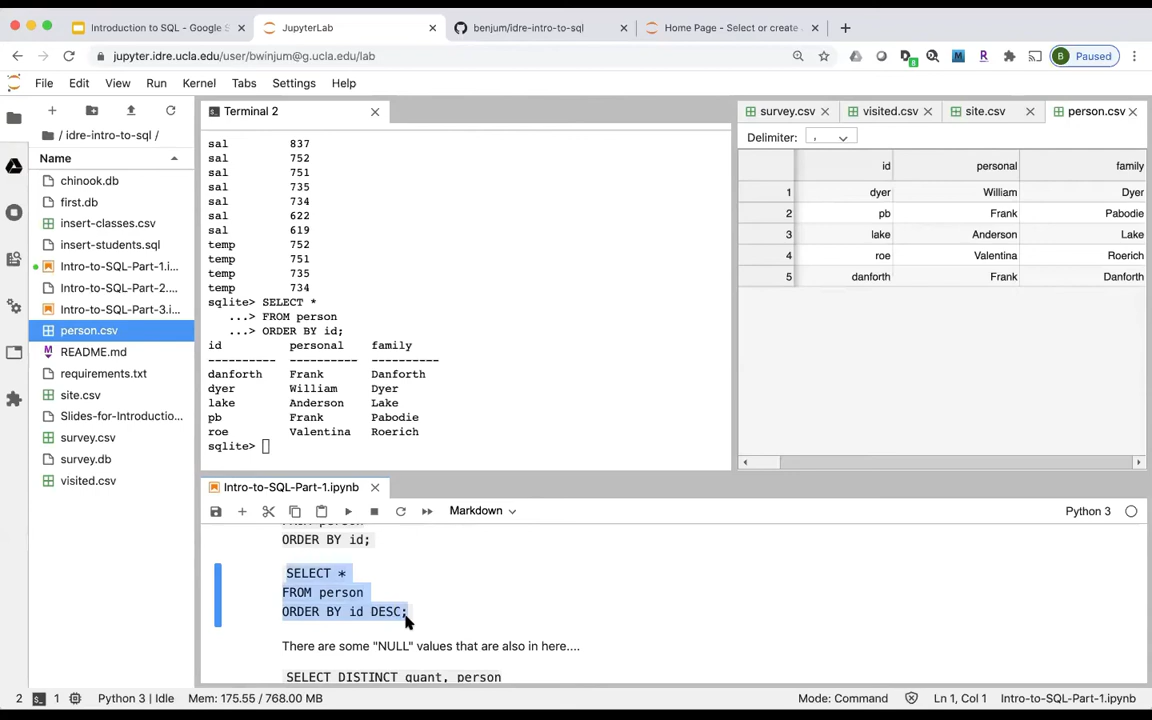 Introduction to SQL - Google S
JupyterLab
benjum/idre-intro-to-sql
Home Page - Select or create
jupyter.idre.ucla.edu/user/bwinjum@g.ucla.edu/lab
8
M
R
B
Paused
File
Edit
View
Run
Kernel
Tabs
Settings
Help
Terminal 2
survey.csv
visited.csv
site.csv
person.csv
/ idre-intro-to-sql /
Delimiter:
,
Name
chinook.db
first.db
insert-classes.csv
insert-students.sql
Intro-to-SQL-Part-1.i...
Intro-to-SQL-Part-2....
Intro-to-SQL-Part-3.i...
person.csv
README.md
requirements.txt
site.csv
Slides-for-Introductio...
survey.csv
survey.db
visited.csv
sal 837
sal 752
sal 751
sal 735
sal 734
sal 622
sal 619
temp 752
temp 751
temp 735
temp 734
sqlite> SELECT *
...> FROM person
...> ORDER BY id;
id personal family
---------- ---------- ----------
danforth Frank Danforth
dyer William Dyer
lake Anderson Lake
pb Frank Pabodie
roe Valentina Roerich
sqlite>
id personal family
1 dyer William Dyer
2 pb Frank Pabodie
3 lake Anderson Lake
4 roe Valentina Roerich
5 danforth Frank Danforth
Intro-to-SQL-Part-1.ipynb
Markdown
Python 3
FROM person
ORDER BY id;
SELECT *
FROM person
ORDER BY id DESC;
There are some "NULL" values that are also in here....
SELECT DISTINCT quant, person
2
1
Python 3 | Idle
Mem: 175.55 / 768.00 MB
Mode: Command
Ln 1, Col 1
Intro-to-SQL-Part-1.ipynb